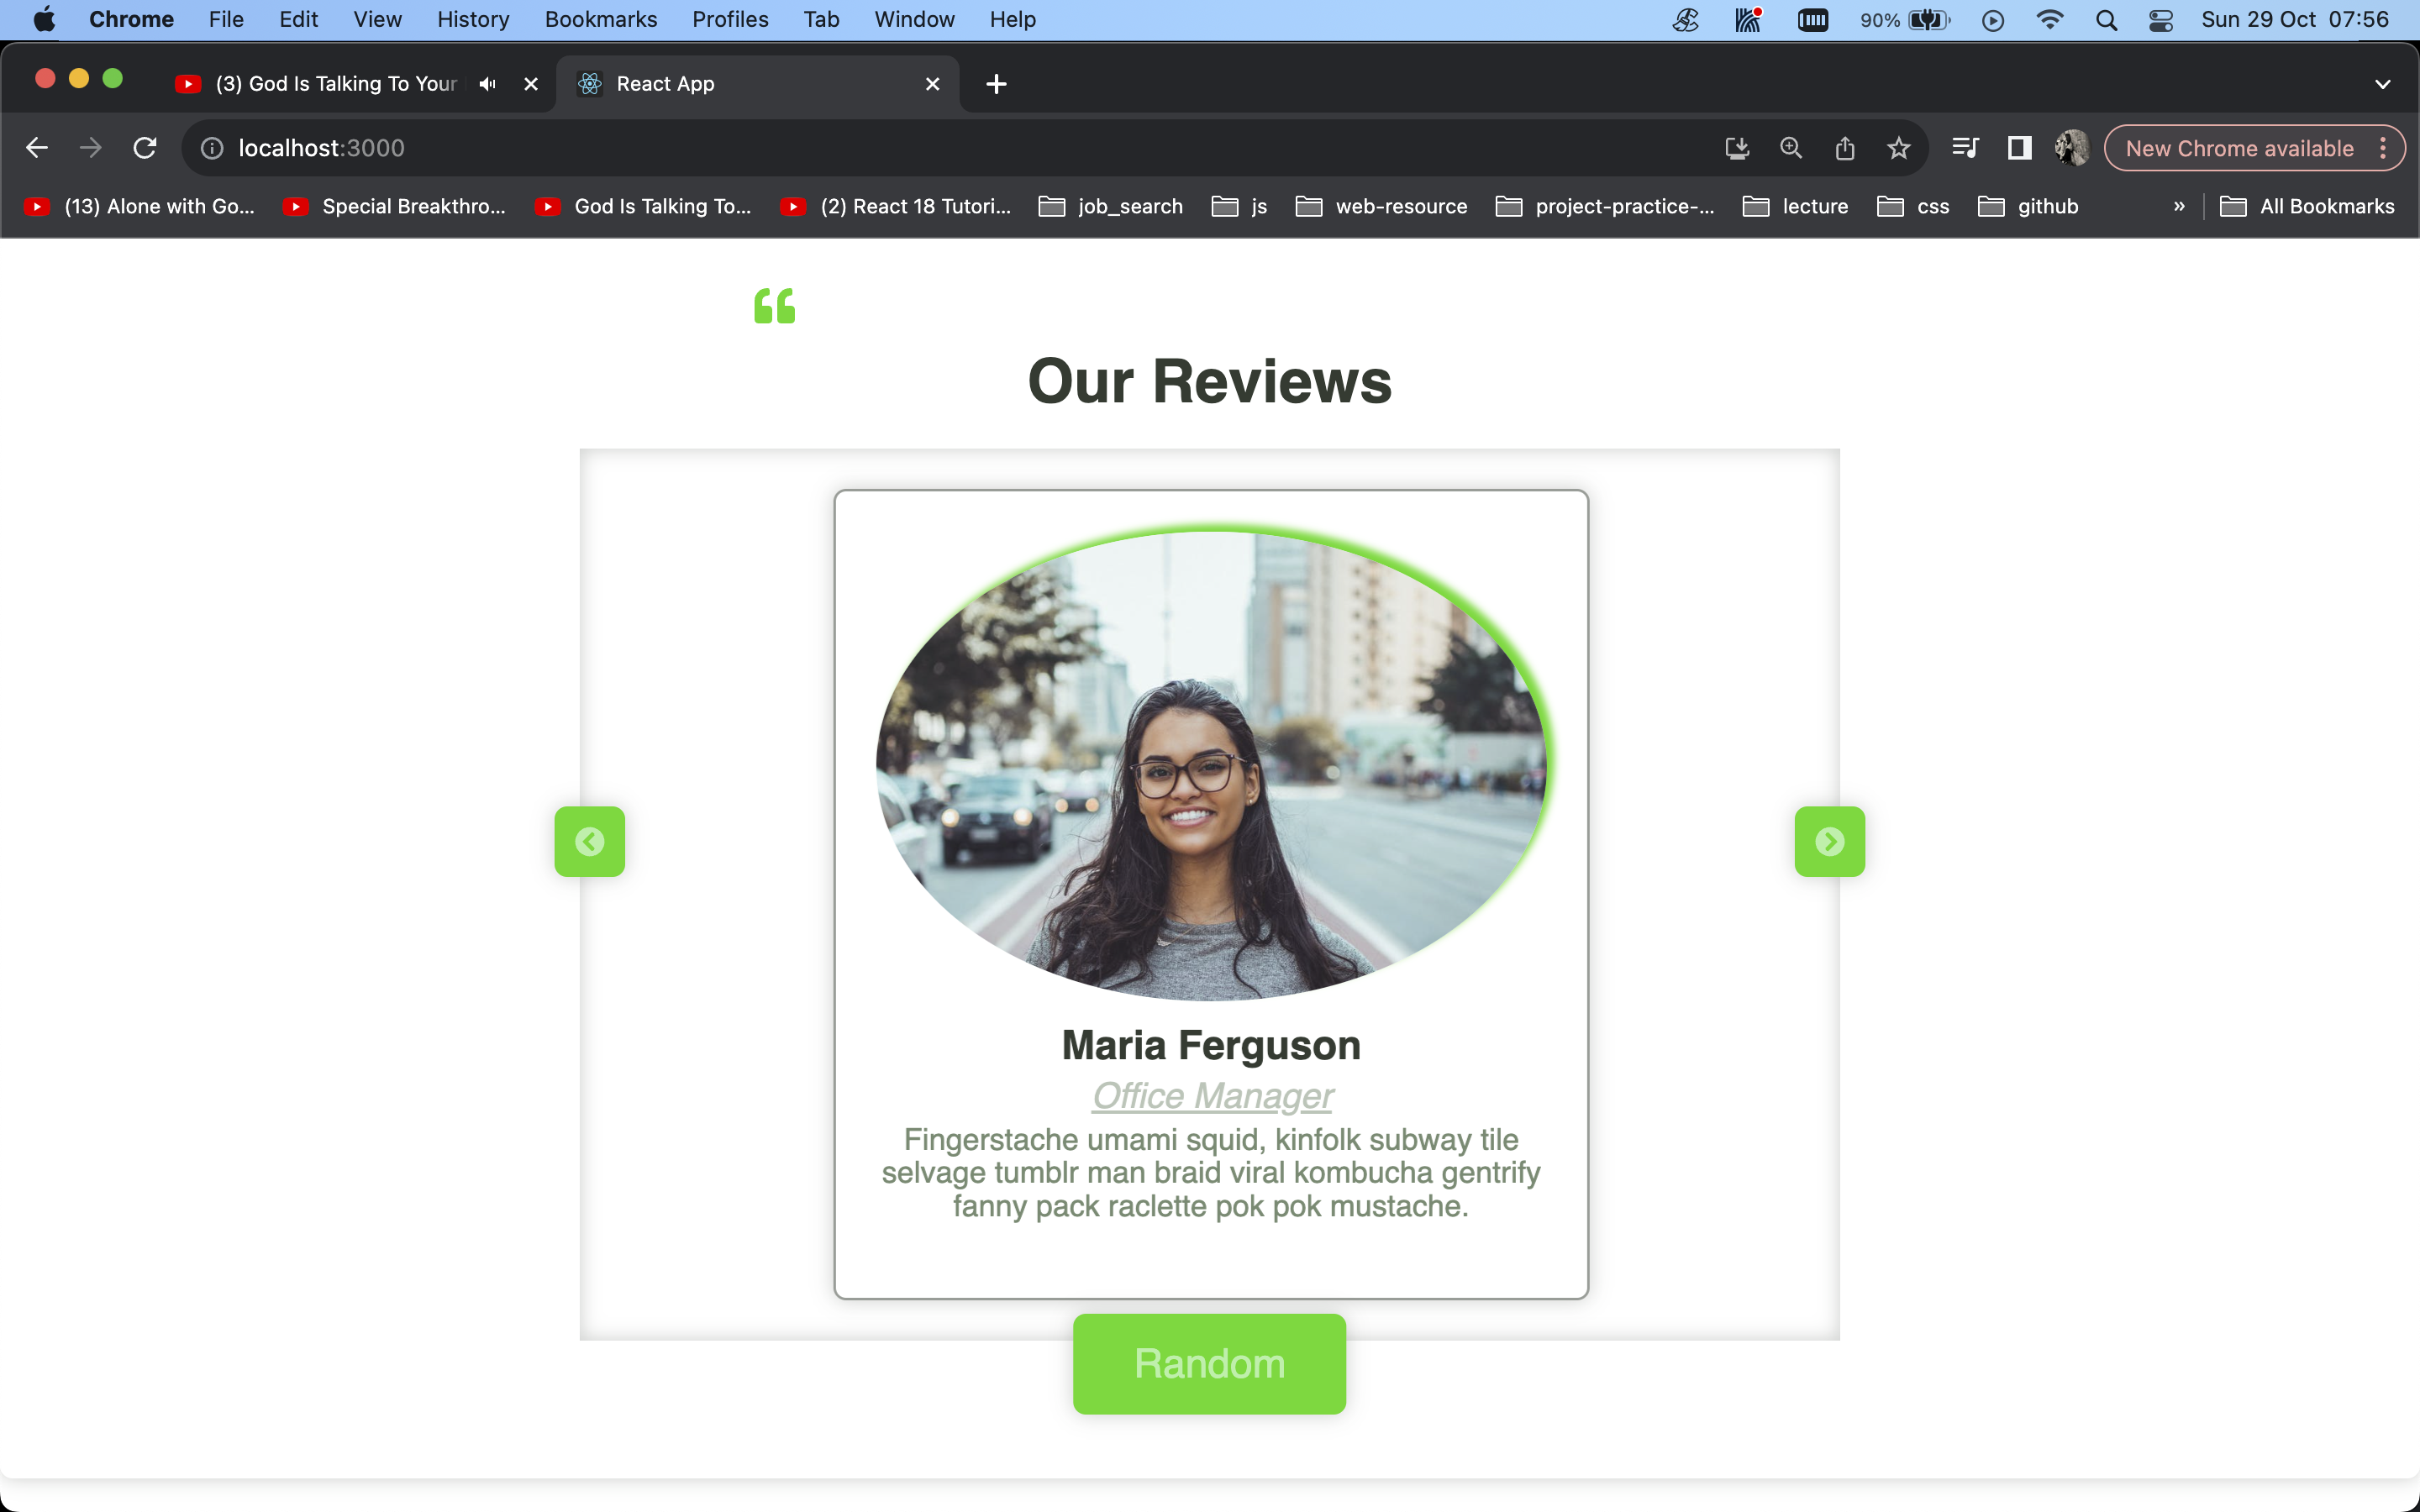 Chrome File Edit View History Bookmarks Profiles Tab Window Help 90% Sun 29 Oct 07:56
(3) God Is Talking To Your React App
localhost:3000 New Chrome available
(13) Alone with Go... Special Breakthro... God Is Talking To... (2) React 18 Tutori... job_search js web-resource project-practice-... lecture css github » All Bookmarks
“
Our Reviews
Maria Ferguson
Office Manager
Fingerstache umami squid, kinfolk subway tile
selvage tumblr man braid viral kombucha gentrify
fanny pack raclette pok pok mustache.
Random